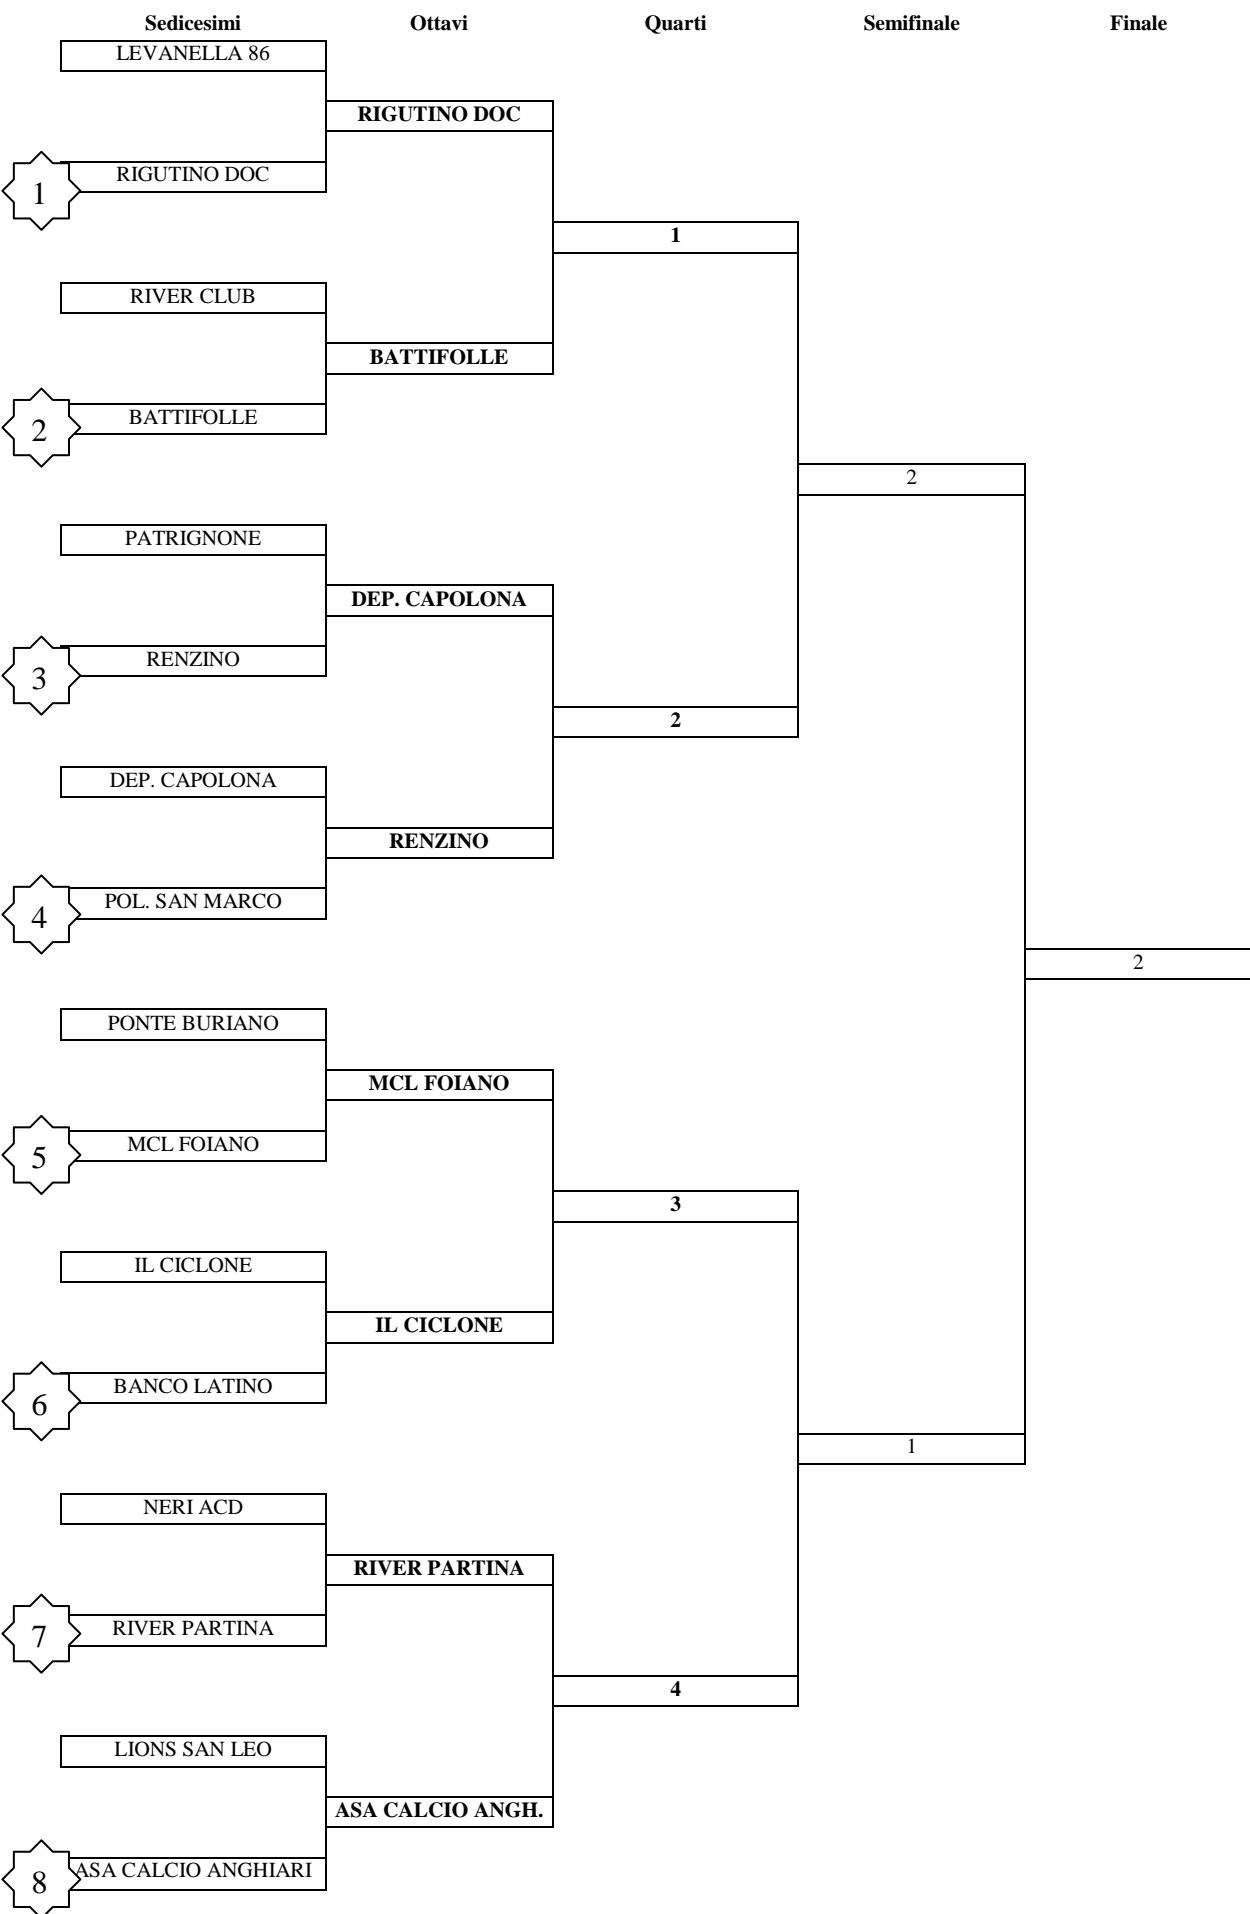 Sedicesimi Ottavi Quarti Semifinale Finale
LEVANELLA 86
RIGUTINO DOC
RIGUTINO DOC
1
1
RIVER CLUB
BATTIFOLLE
BATTIFOLLE
2
2
PATRIGNONE
DEP. CAPOLONA
RENZINO
3
2
DEP. CAPOLONA
RENZINO
POL. SAN MARCO
4
2
PONTE BURIANO
MCL FOIANO
MCL FOIANO
5
3
IL CICLONE
IL CICLONE
BANCO LATINO
6
1
NERI ACD
RIVER PARTINA
RIVER PARTINA
7
4
LIONS SAN LEO
ASA CALCIO ANGH.
ASA CALCIO ANGHIARI
8